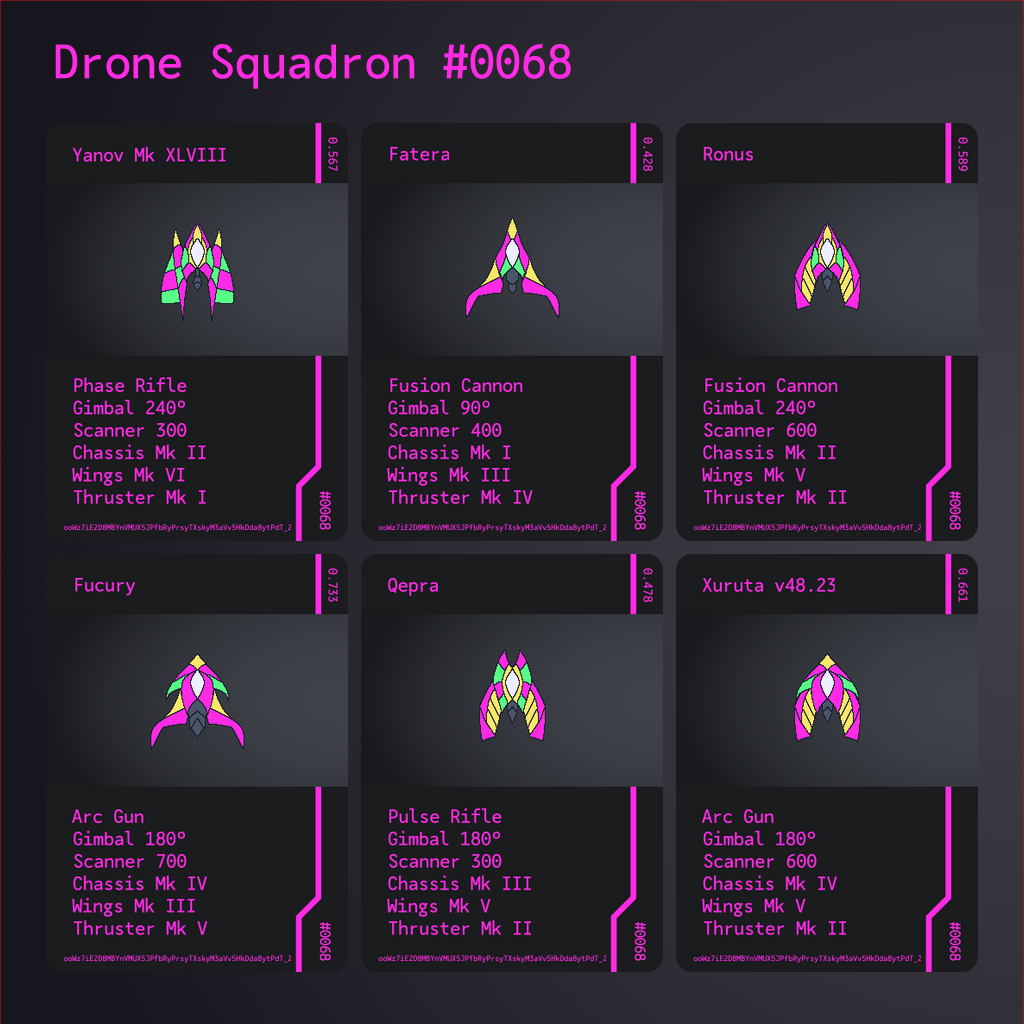 Drone Squadron #0068
Yanov Mk XLVIII
0.567
Phase Rifle
Gimbal 240º
Scanner 300
Chassis Mk II
Wings Mk VI
Thruster Mk I
#0068
ooWz7iE2D8MBYnVMUX5JPfbRyPrsyTXskyM3aVv5HkDda8ytPdT_2
Fatera
0.428
Fusion Cannon
Gimbal 90º
Scanner 400
Chassis Mk I
Wings Mk III
Thruster Mk IV
#0068
ooWz7iE2D8MBYnVMUX5JPfbRyPrsyTXskyM3aVv5HkDda8ytPdT_2
Ronus
0.589
Fusion Cannon
Gimbal 240º
Scanner 600
Chassis Mk II
Wings Mk V
Thruster Mk II
#0068
ooWz7iE2D8MBYnVMUX5JPfbRyPrsyTXskyM3aVv5HkDda8ytPdT_2
Fucury
0.733
Arc Gun
Gimbal 180º
Scanner 700
Chassis Mk IV
Wings Mk III
Thruster Mk V
#0068
ooWz7iE2D8MBYnVMUX5JPfbRyPrsyTXskyM3aVv5HkDda8ytPdT_2
Qepra
0.478
Pulse Rifle
Gimbal 180º
Scanner 300
Chassis Mk III
Wings Mk V
Thruster Mk II
#0068
ooWz7iE2D8MBYnVMUX5JPfbRyPrsyTXskyM3aVv5HkDda8ytPdT_2
Xuruta v48.23
0.661
Arc Gun
Gimbal 180º
Scanner 600
Chassis Mk IV
Wings Mk V
Thruster Mk II
#0068
ooWz7iE2D8MBYnVMUX5JPfbRyPrsyTXskyM3aVv5HkDda8ytPdT_2